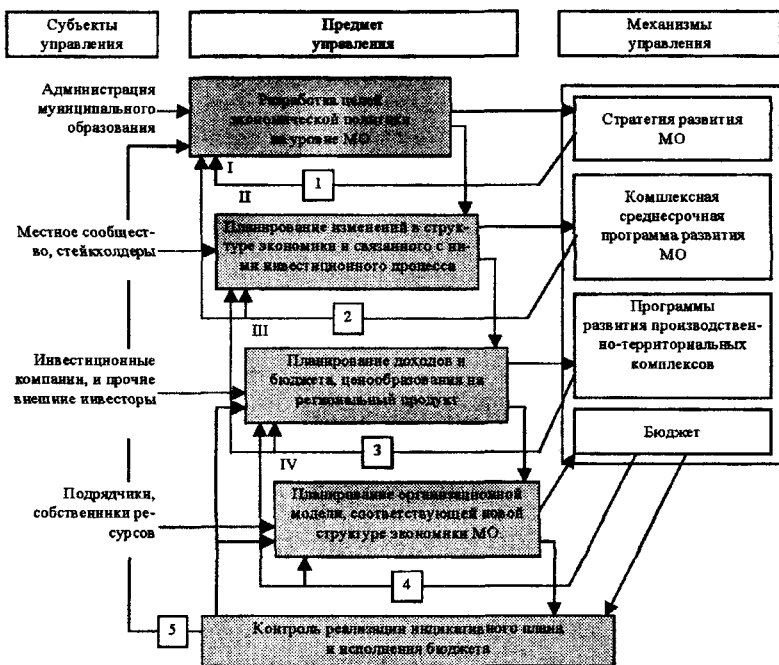 Субъекты
управления
Предмет
управления
Механизмы
управления
Администрация
муниципального
образования
Разработка целей
экономической политики
на уровне МО
Стратегия развития
МО
I
II
1
Местное сообщест-
во, стейкхолдеры
Планирование изменений в струк-
туре экономики и связанного с ни-
ми инвестиционного процесса
Комплексная
среднесрочная
программа развития
МО
2
III
Инвестиционные
компании, и прочие
внешние инвесторы
Планирование доходов и
бюджета, ценообразования на
региональный продукт
Программы
развития производствен-
но-территориальных
комплексов
3
IV
Бюджет
Подрядчики,
собственники ре-
сурсов
Планирование организационной
модели, соответствующей новой
структуре экономики МО.
4
5
Контроль реализации индикативного плана
и исполнения бюджета